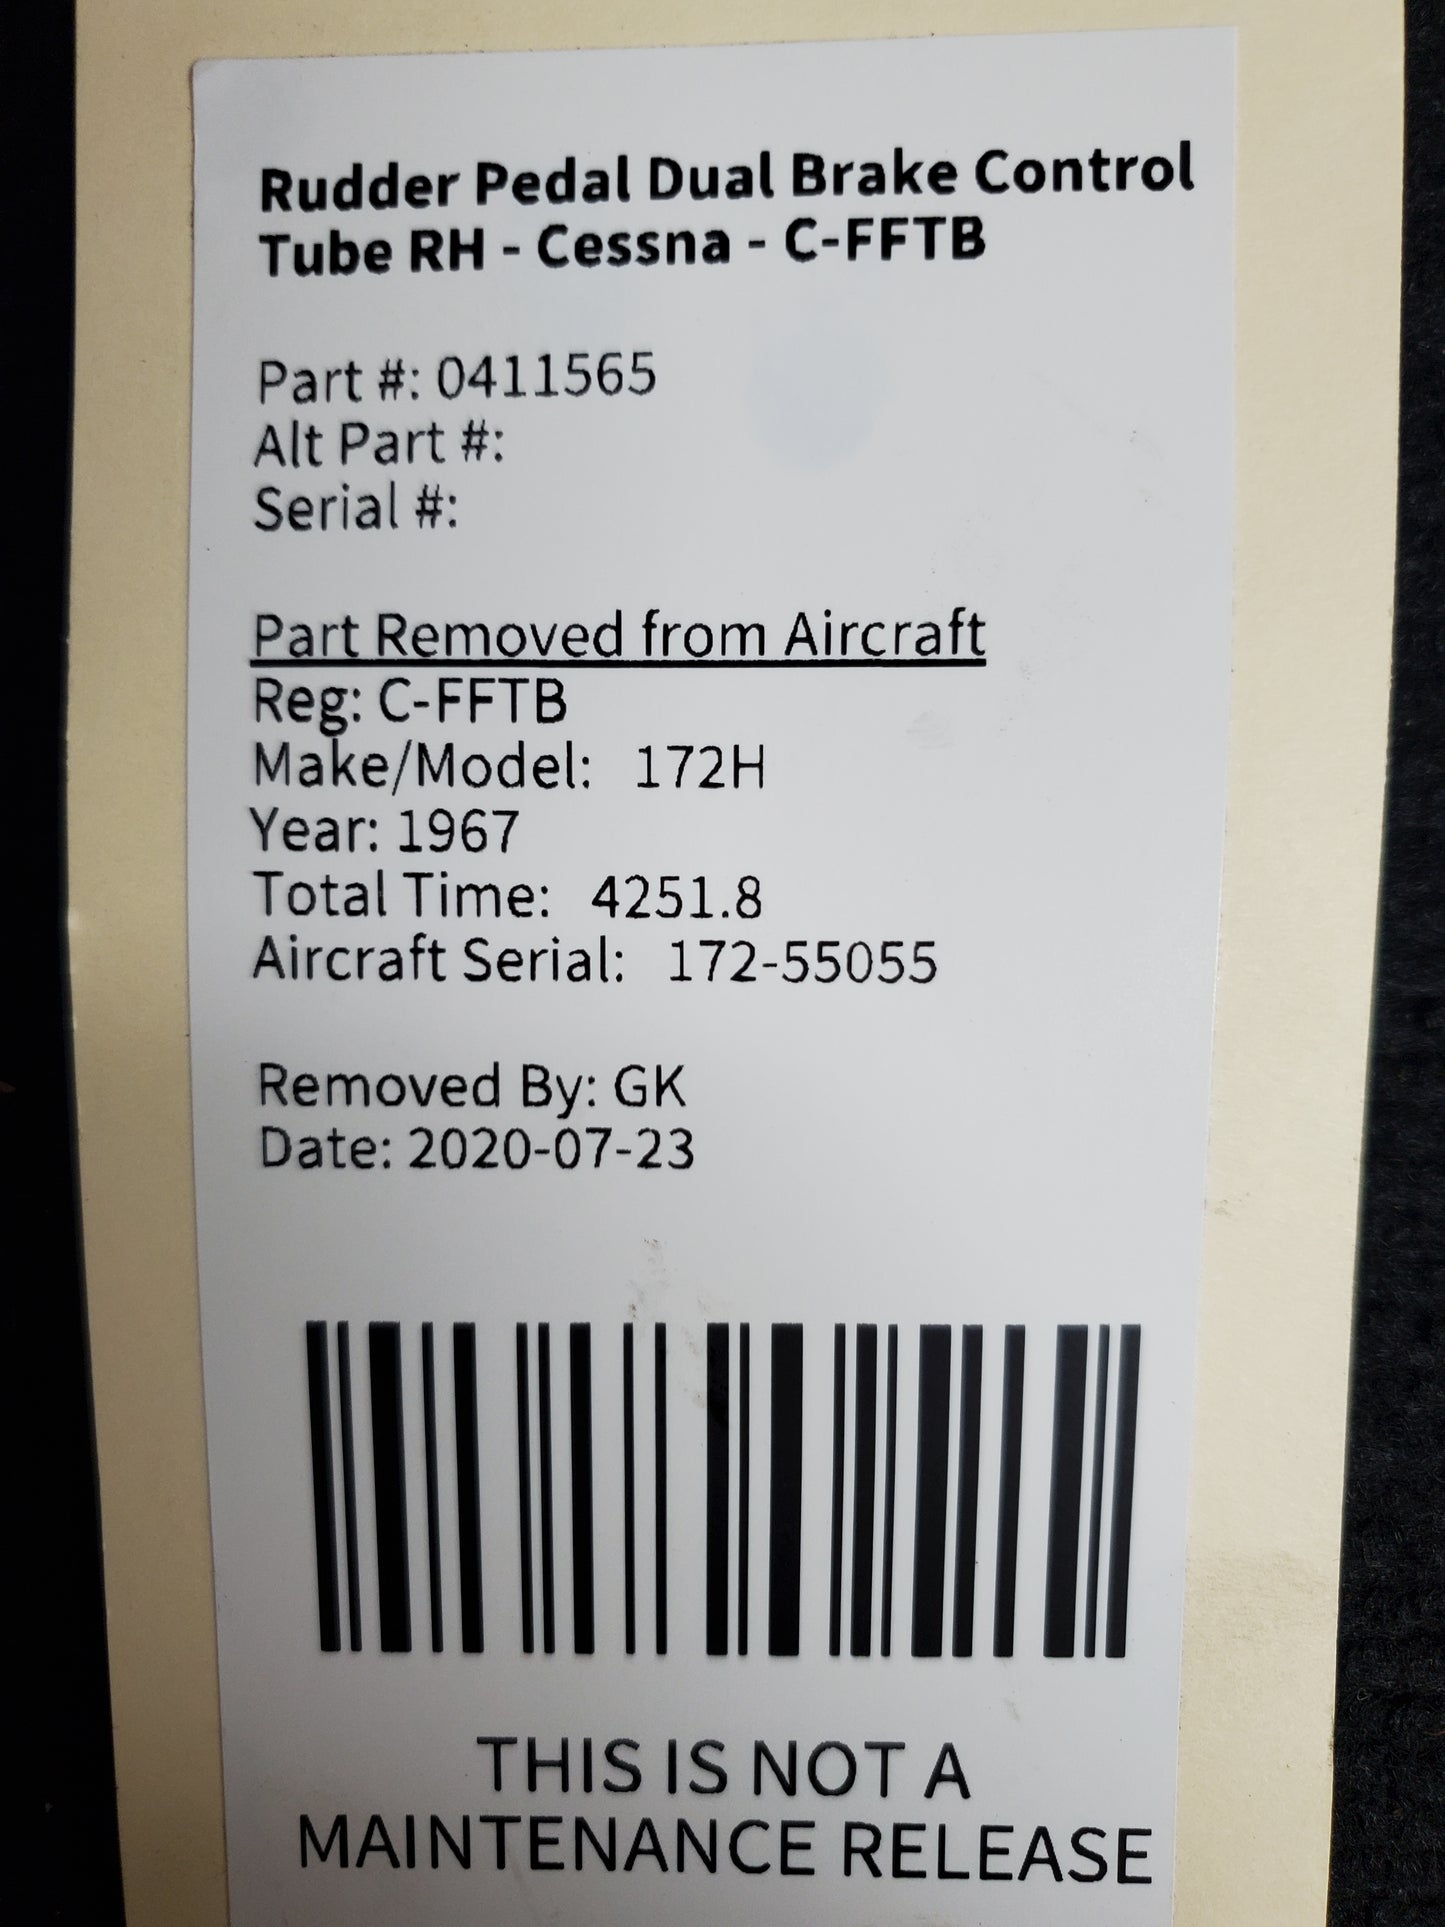 Rudder Pedal Dual Brake Control
Tube RH - Cessna - C-FFTB
Part #: 0411565
Alt Part #:
Serial #:
Part Removed from Aircraft
Reg: C-FFTB
Make/Model: 172H
Year: 1967
Total Time: 4251.8
Aircraft Serial: 172-55055
Removed By: GK
Date: 2020-07-23
THIS IS NOT A
MAINTENANCE RELEASE